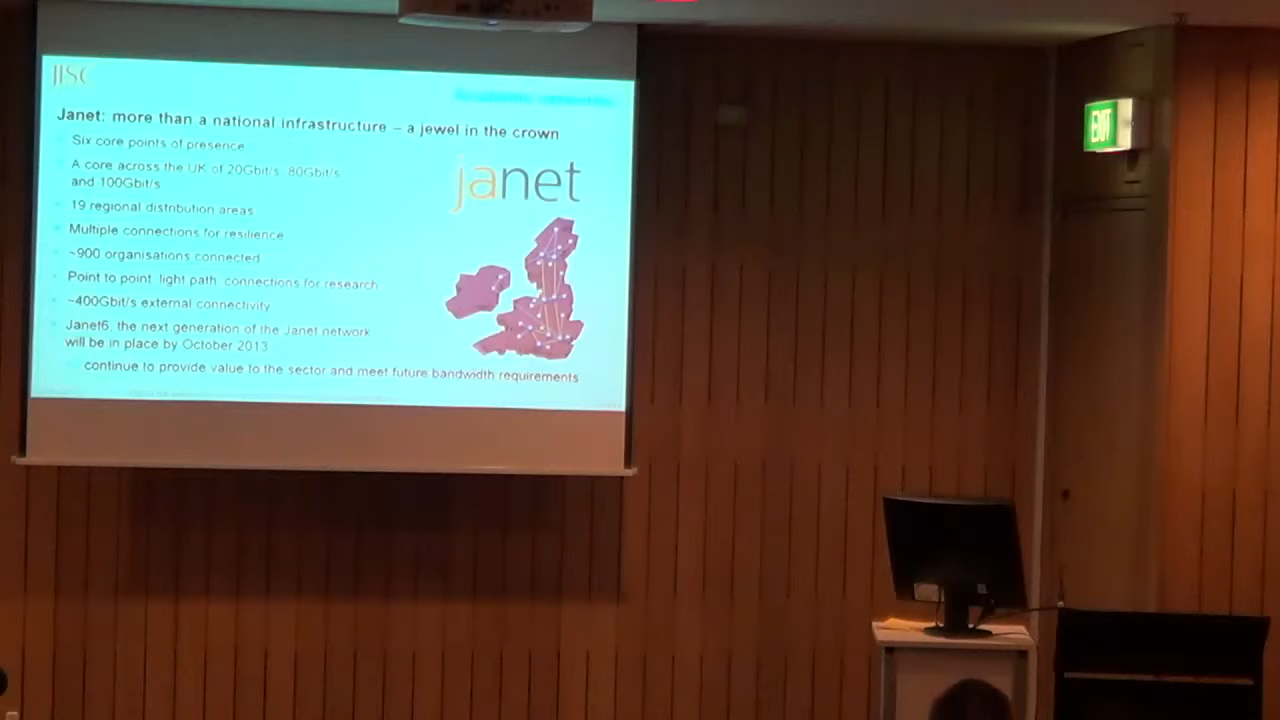 JISC
Janet: more than a national infrastructure – a jewel in the crown
Six core points of presence
A core across the UK of 20Gbit/s, 80Gbit/s
and 100Gbit/s
19 regional distribution areas
Multiple connections for resilience
~900 organisations connected
Point to point light path connections for research
~400Gbit/s external connectivity
Janet6, the next generation of the Janet network
will be in place by October 2013
continue to provide value to the sector and meet future bandwidth requirements
janet
EXIT